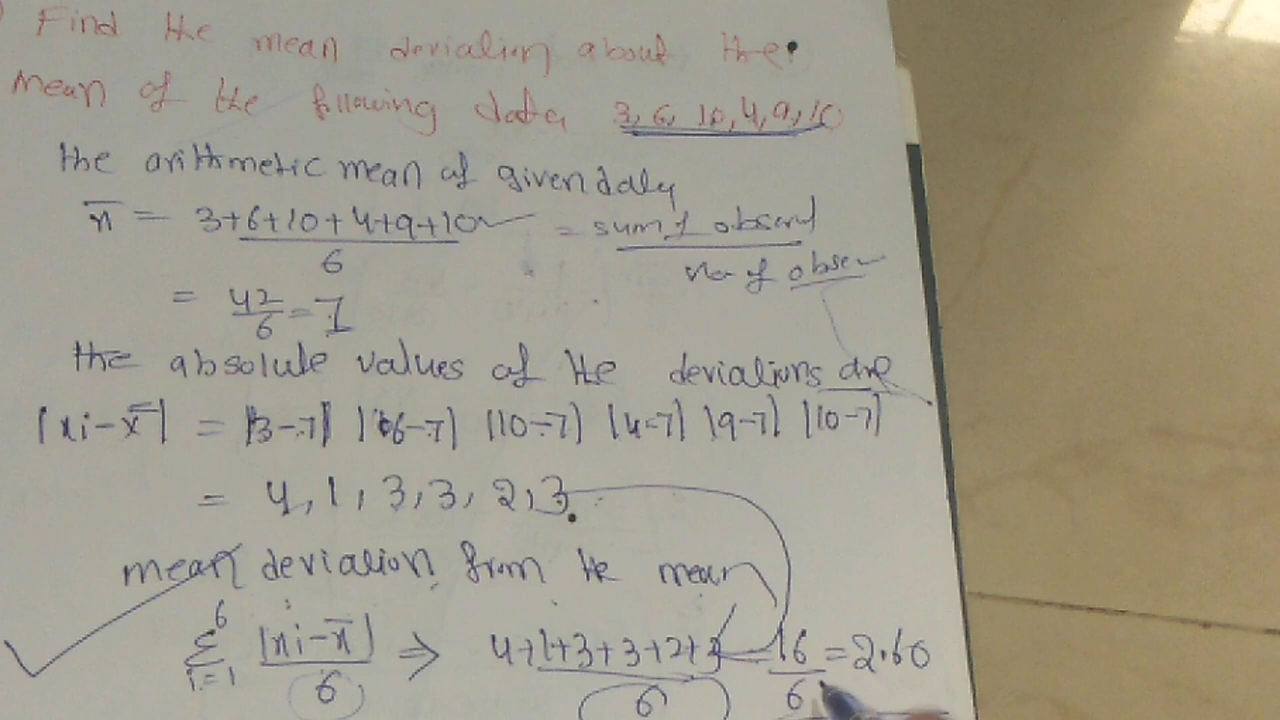 Find the mean deviation about the
mean of the following data 3, 6, 10, 4, 9, 10
the arithmetic mean of given data
x̄ = 3+6+10+4+9+10 / 6 = sum of observ / no of obser
= 42/6 = 7
the absolute values of the deviations are
|xi-x̄| = |3-7| |6-7| |10-7| |4-7| |9-7| |10-7|
= 4, 1, 3, 3, 2, 3
mean deviation from the mean
6 Σ i=1 |xi-x̄| / 6 ⇒ 4+1+3+3+2+3 / 6 = 16/6 = 2.60